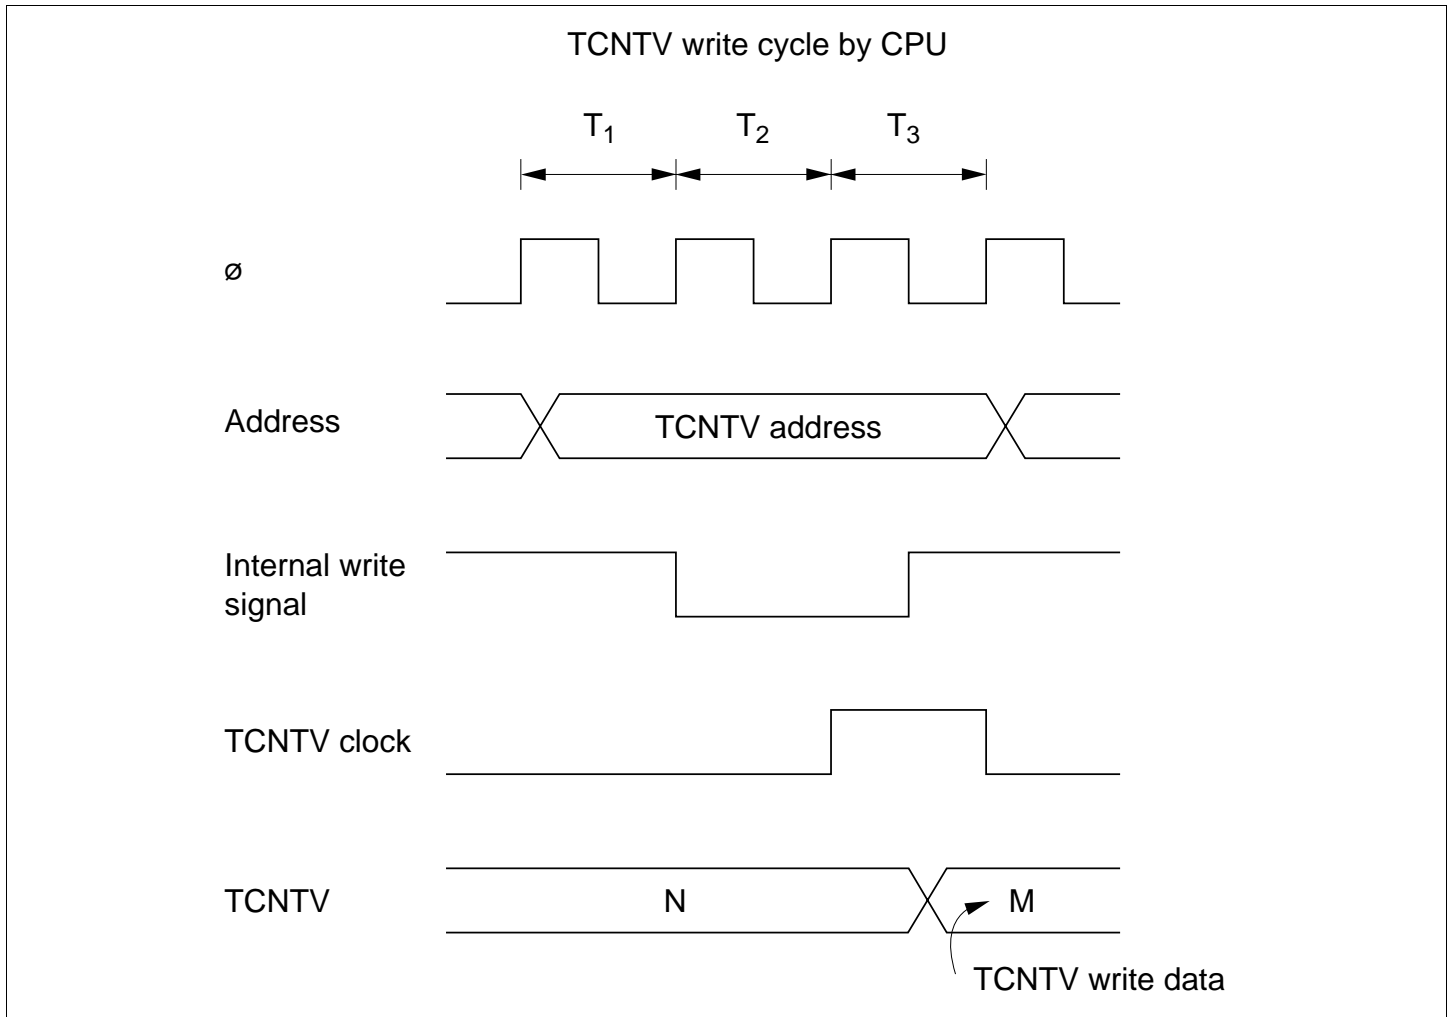 TCNTV write cycle by CPU
T1 T2 T3
ø
Address
TCNTV address
Internal write
signal
TCNTV clock
TCNTV
N
M
TCNTV write data